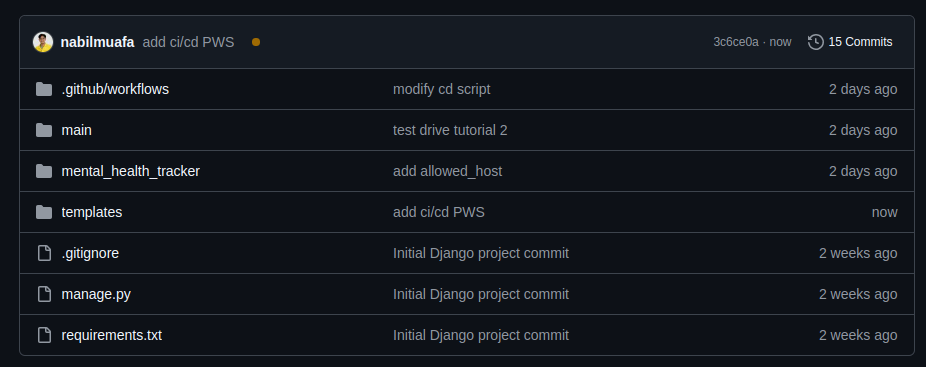 nabilmuafa add ci/cd PWS 3c6ce0a · now 15 Commits
.github/workflows modify cd script 2 days ago
main test drive tutorial 2 2 days ago
mental_health_tracker add allowed_host 2 days ago
templates add ci/cd PWS now
.gitignore Initial Django project commit 2 weeks ago
manage.py Initial Django project commit 2 weeks ago
requirements.txt Initial Django project commit 2 weeks ago